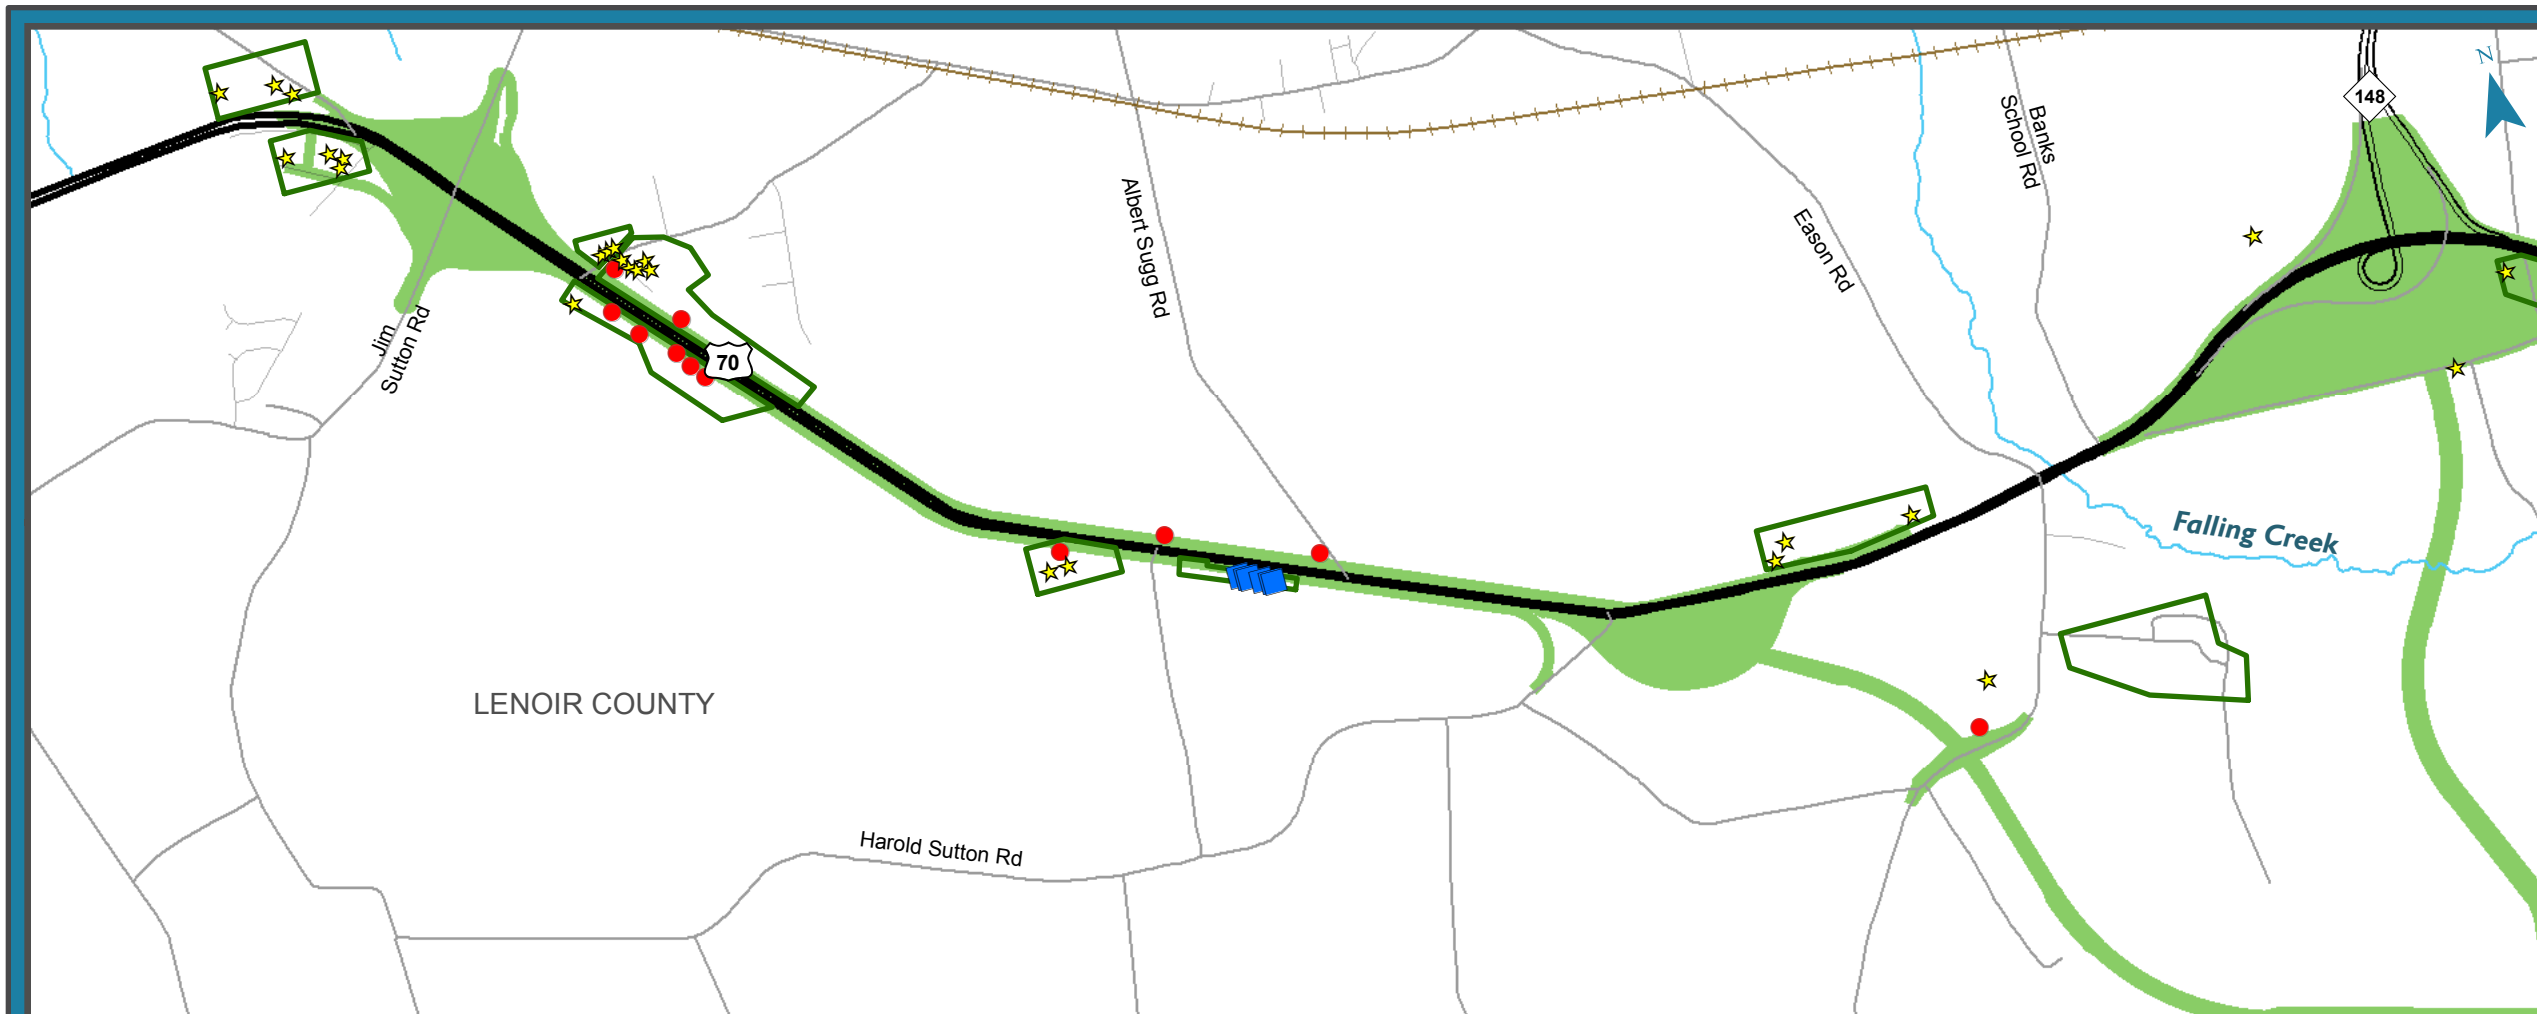 N
148
Banks
School Rd
Albert Sugg Rd
Eason Rd
Jim
Sutton Rd
70
Falling Creek
LENOIR COUNTY
Harold Sutton Rd